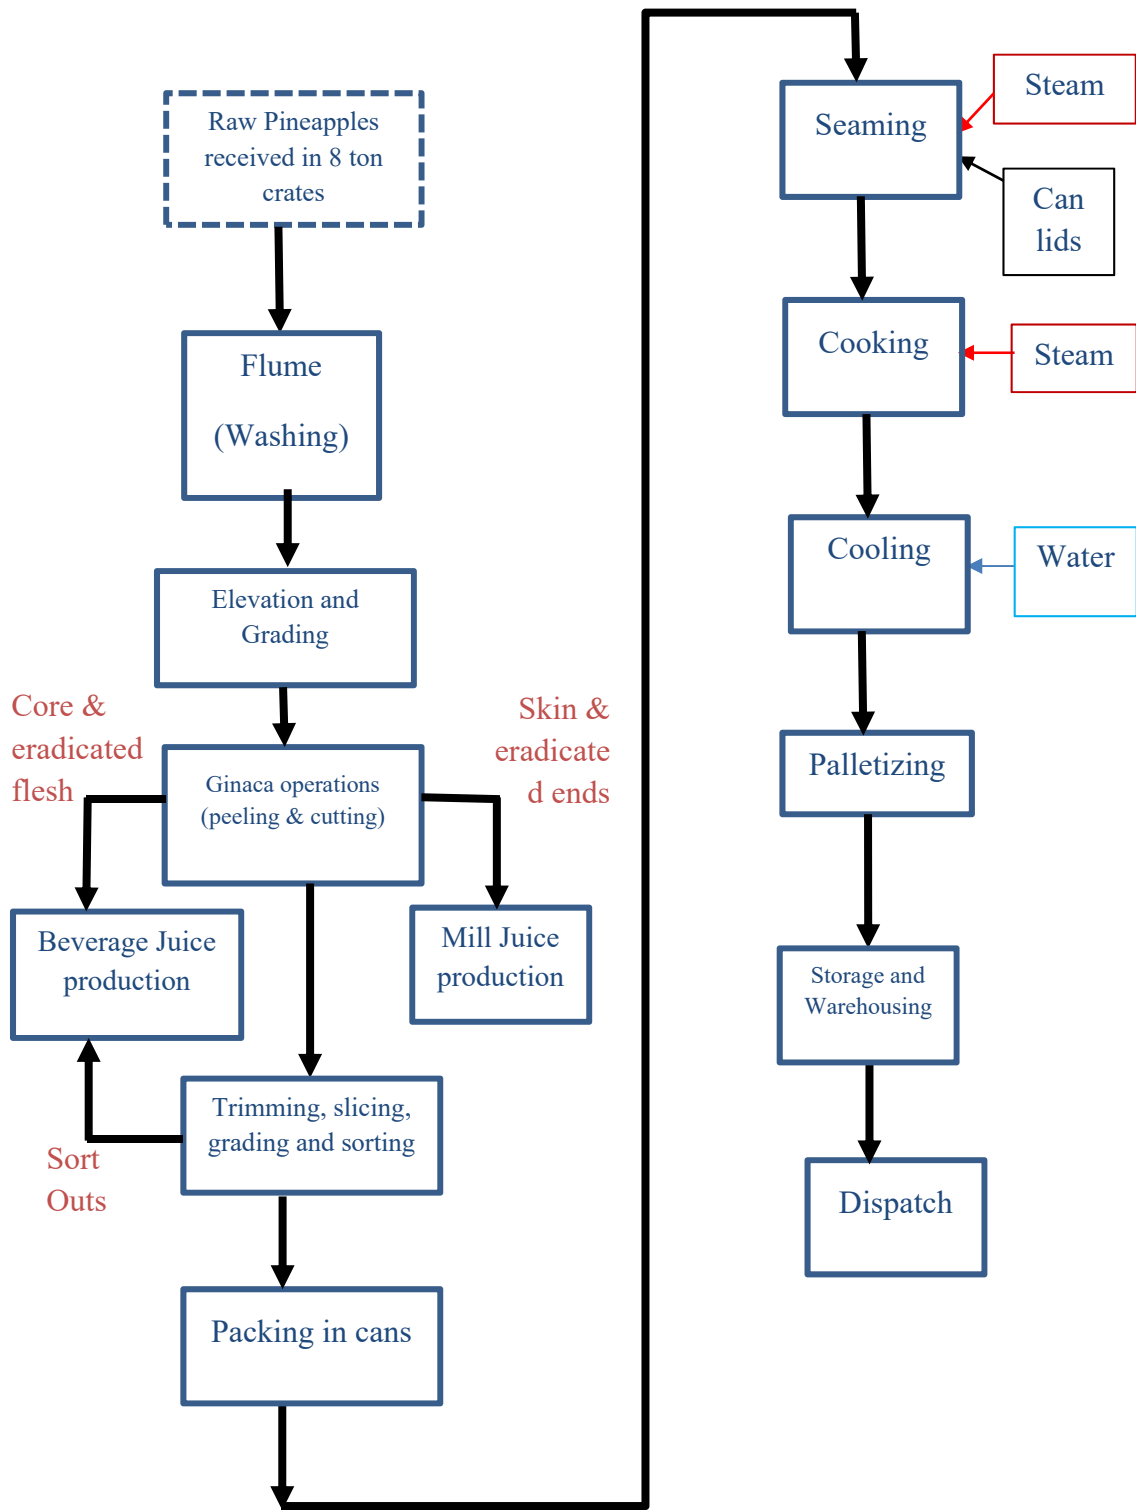 Raw Pineapples
received in 8 ton
crates
Flume
(Washing)
Elevation and
Grading
Core &
eradicated
flesh
Skin &
eradicate
d ends
Ginaca operations
(peeling & cutting)
Beverage Juice
production
Mill Juice
production
Trimming, slicing,
grading and sorting
Sort
Outs
Packing in cans
Seaming
Steam
Can
lids
Cooking
Steam
Cooling
Water
Palletizing
Storage and
Warehousing
Dispatch